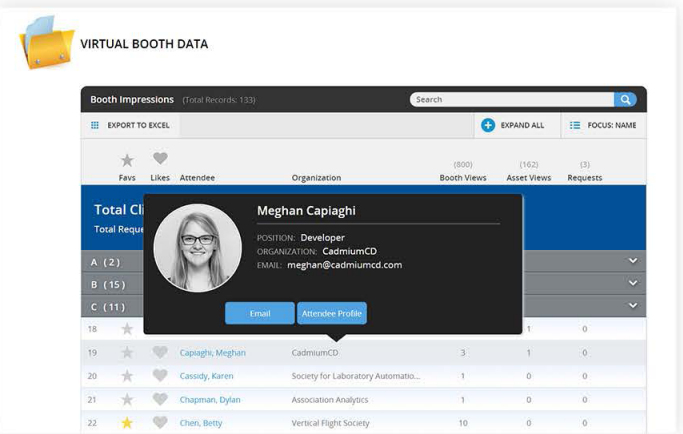 VIRTUAL BOOTH DATA
Booth Impressions (Total Records: 133) Search
EXPORT TO EXCEL EXPAND ALL FOCUS: NAME
(800) (162) (3)
Favs Likes Attendee Organization Booth Views Asset Views Requests
Total Cli
Total Reque
Meghan Capiaghi
POSITION: Developer
ORGANIZATION: CadmiumCD
EMAIL: meghan@cadmiumcd.com
Email Attendee Profile
A (2)
B (15)
C (11)
18 1 0
19 Capiaghi, Meghan CadmiumCD 3 1 0
20 Cassidy, Karen Society for Laboratory Automatio... 1 0 0
21 Chapman, Dylan Association Analytics 1 0 0
22 Chen, Betty Vertical Flight Society 10 0 0